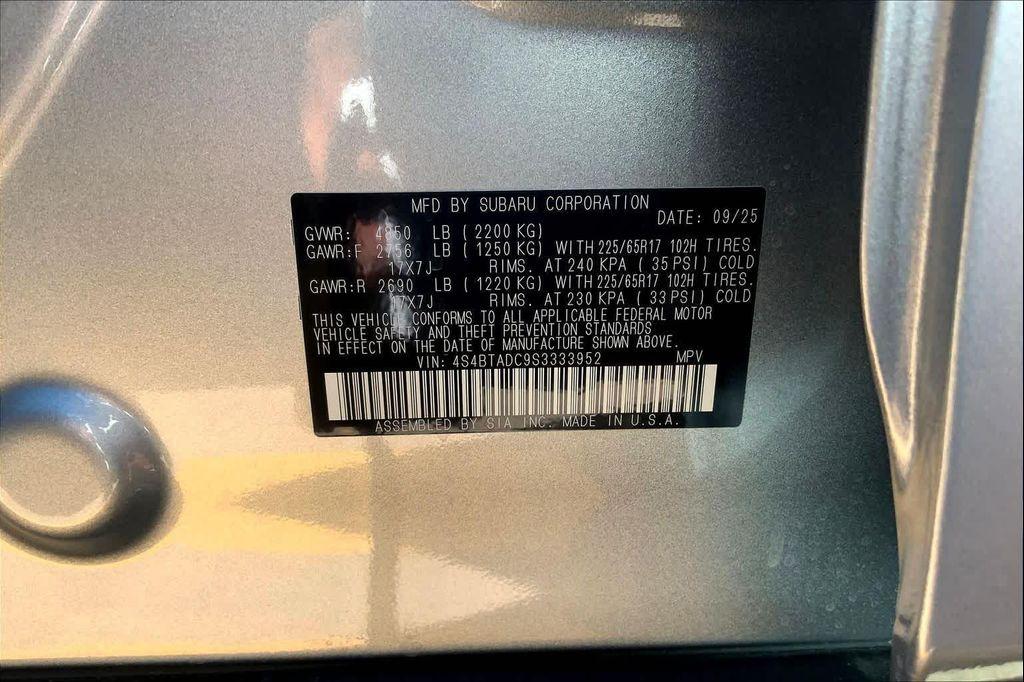 MFD BY SUBARU CORPORATION
DATE: 09/25
GVWR: 4850 LB ( 2200 KG)
GAWR:F 2756 LB ( 1250 KG) WITH 225/65R17 102H TIRES.
17X7J RIMS. AT 240 KPA ( 35 PSI) COLD
GAWR:R 2690 LB ( 1220 KG) WITH 225/65R17 102H TIRES.
17X7J RIMS. AT 230 KPA ( 33 PSI) COLD
THIS VEHICLE CONFORMS TO ALL APPLICABLE FEDERAL MOTOR
VEHICLE SAFETY AND THEFT PREVENTION STANDARDS
IN EFFECT ON THE DATE OF MANUFACTURE SHOWN ABOVE.
VIN: 4S4BTADC9S3333952 MPV
ASSEMBLED BY SIA INC. MADE IN U.S.A.